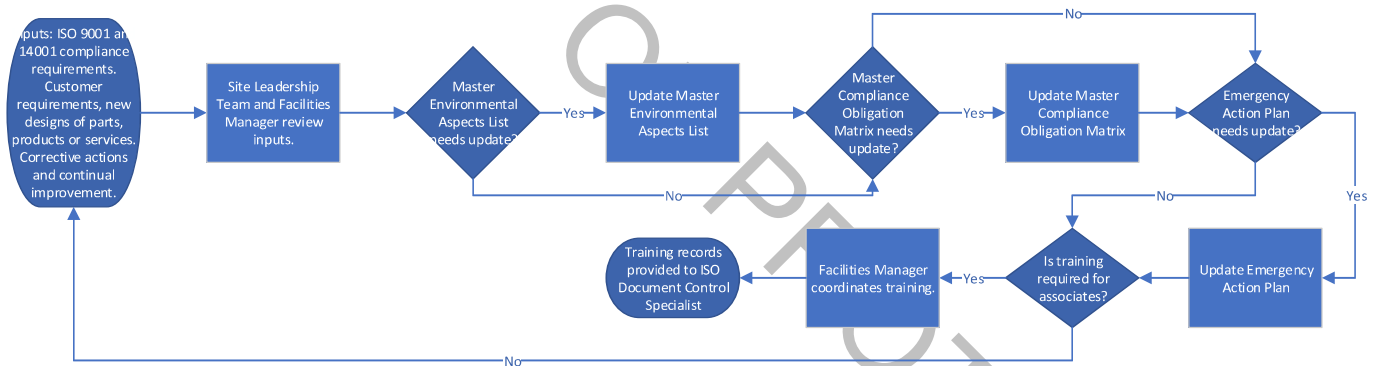 Inputs: ISO 9001 and
14001 compliance
requirements.
Customer
requirements, new
designs of parts,
products or services.
Corrective actions
and continual
improvement.
Site Leadership
Team and Facilities
Manager review
inputs.
Master
Environmental
Aspects List
needs update?
Yes
No
Update Master
Environmental
Aspects List
Master
Compliance
Obligation
Matrix needs
update?
Yes
No
Update Master
Compliance
Obligation Matrix
Emergency
Action Plan
needs update?
Yes
No
Update Emergency
Action Plan
Is training
required for
associates?
Yes
No
Facilities Manager
coordinates training.
Training records
provided to ISO
Document Control
Specialist